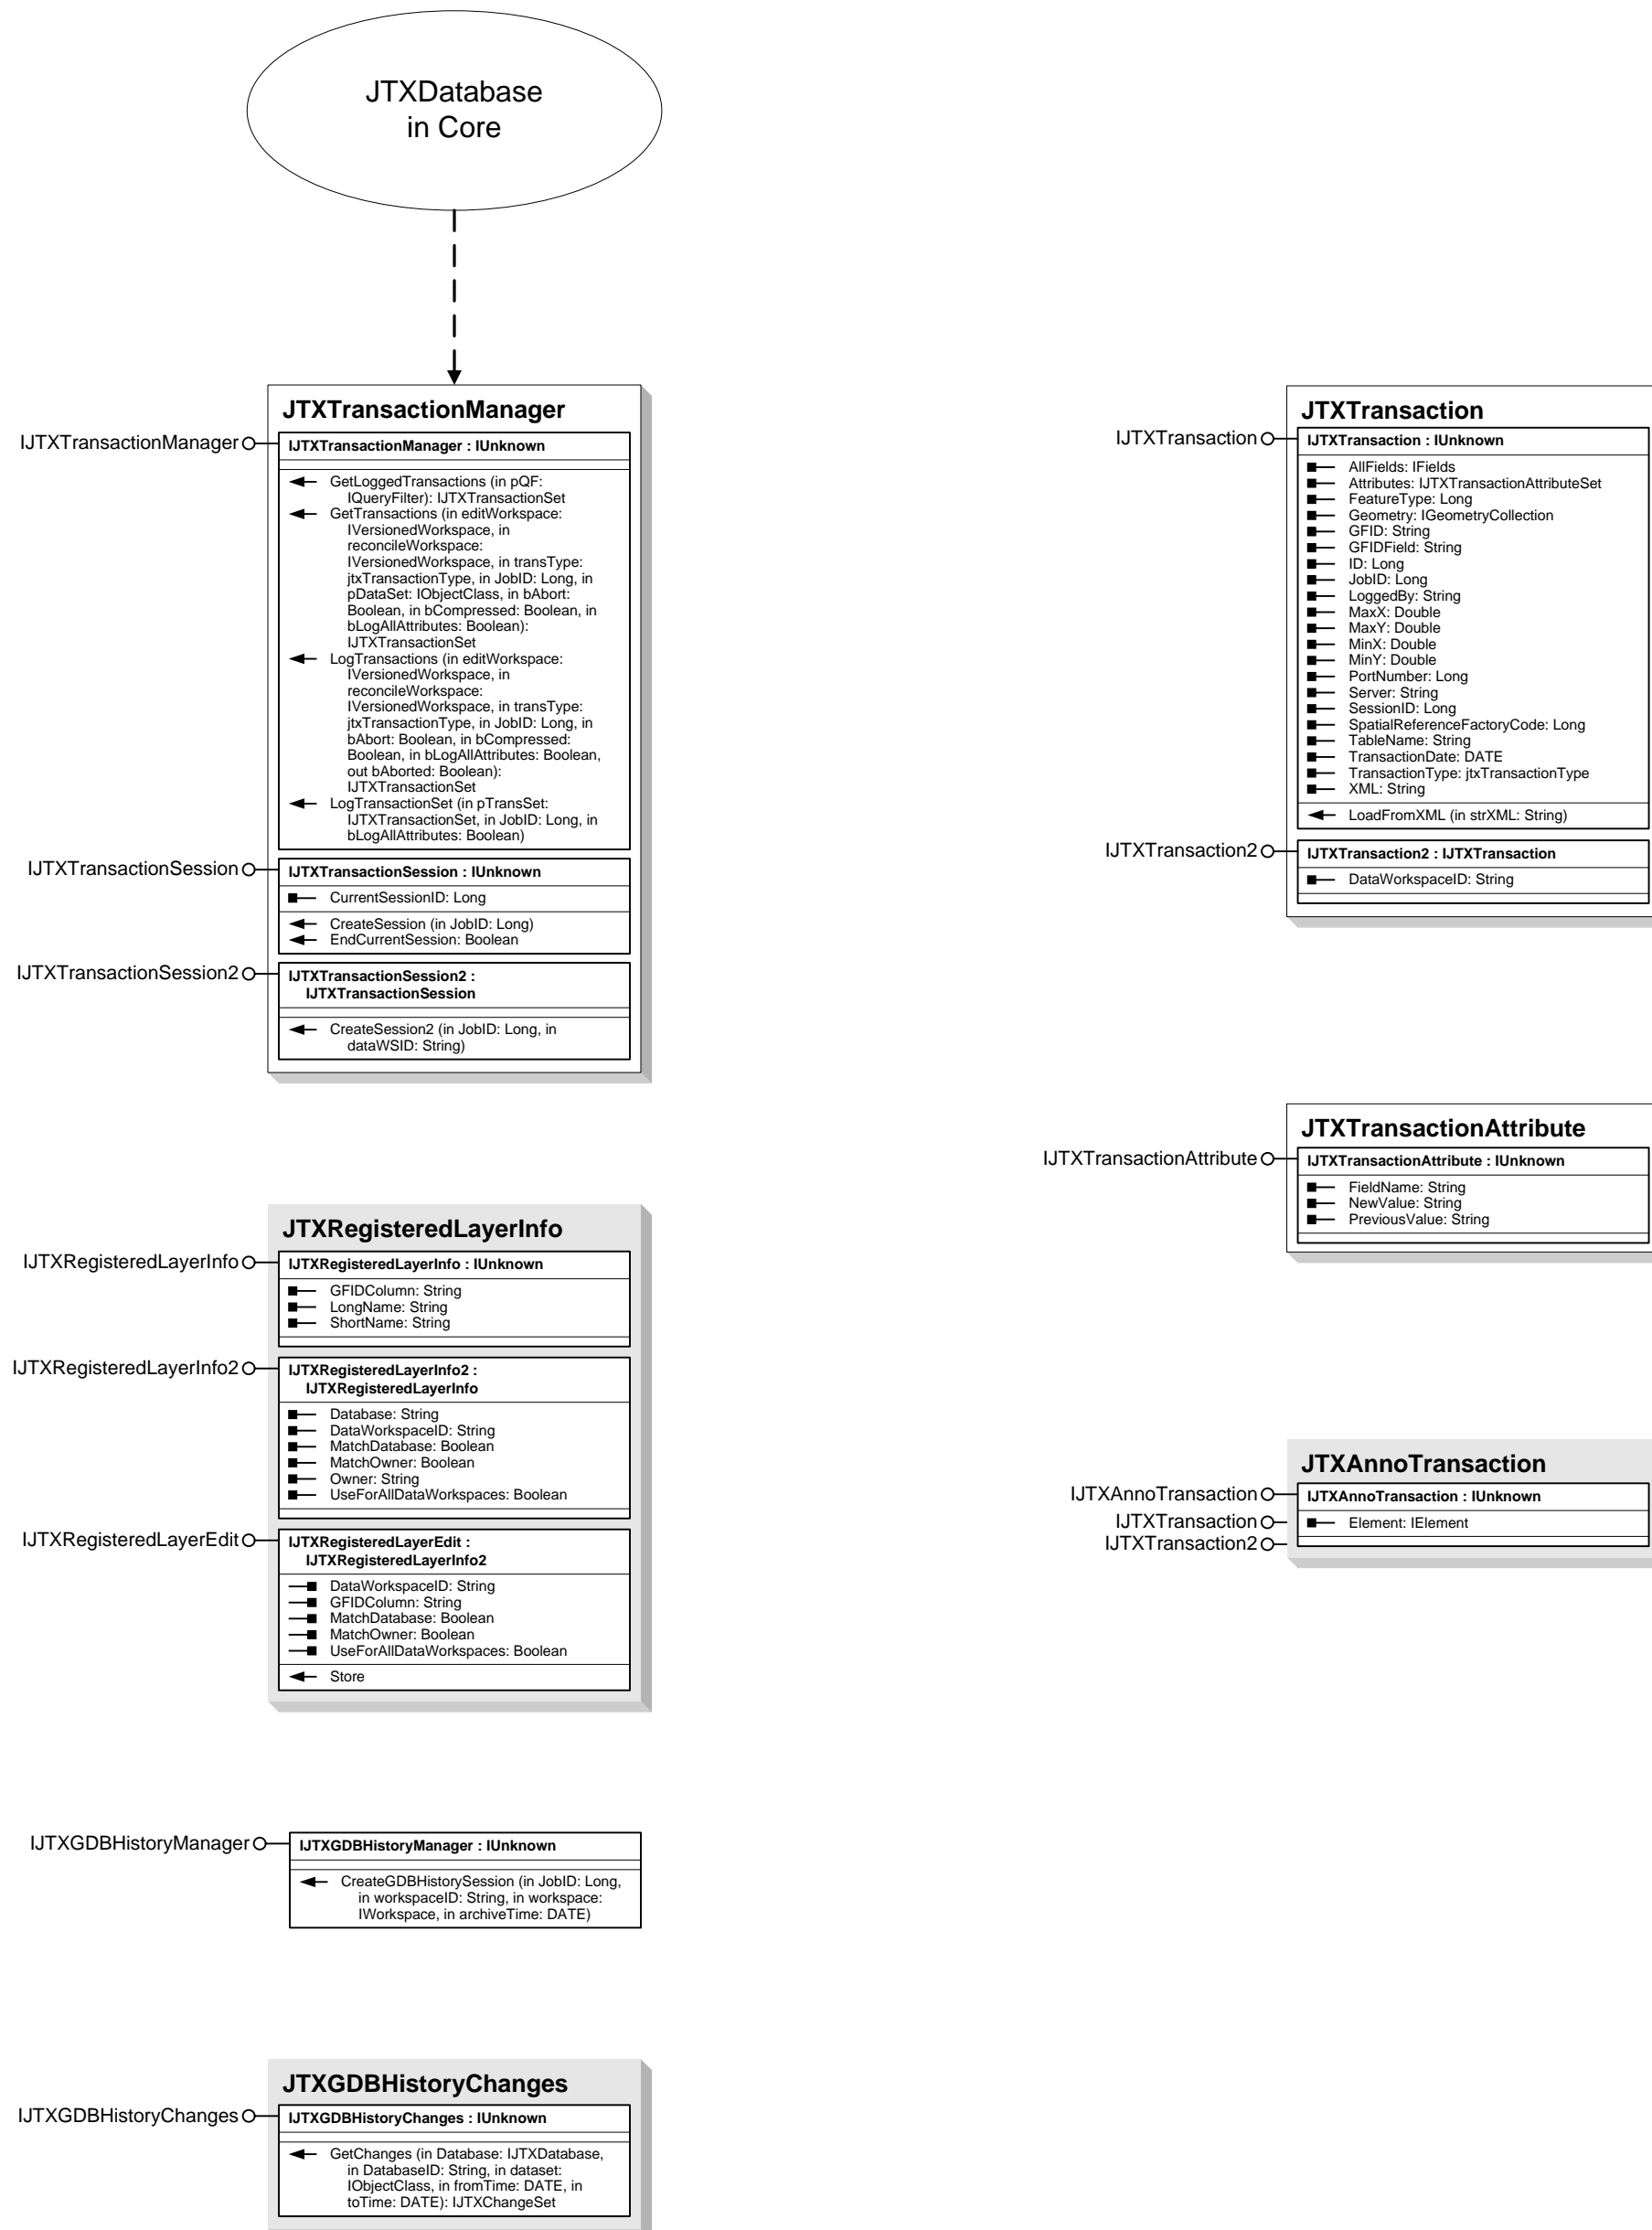 JTXDatabase
in Core
JTXTransactionManager
IJTXTransactionManager
IJTXTransactionManager : IUnknown
GetLoggedTransactions (in pQF:
IQueryFilter): IJTXTransactionSet
GetTransactions (in editWorkspace:
IVersionedWorkspace, in
reconcileWorkspace:
IVersionedWorkspace, in transType:
jtxTransactionType, in JobID: Long, in
pDataSet: IObjectClass, in bAbort:
Boolean, in bCompressed: Boolean, in
bLogAllAttributes: Boolean):
IJTXTransactionSet
LogTransactions (in editWorkspace:
IVersionedWorkspace, in
reconcileWorkspace:
IVersionedWorkspace, in transType:
jtxTransactionType, in JobID: Long, in
bAbort: Boolean, in bCompressed:
Boolean, in bLogAllAttributes: Boolean,
out bAborted: Boolean):
IJTXTransactionSet
LogTransactionSet (in pTransSet:
IJTXTransactionSet, in JobID: Long, in
bLogAllAttributes: Boolean)
IJTXTransactionSession
IJTXTransactionSession : IUnknown
CurrentSessionID: Long
CreateSession (in JobID: Long)
EndCurrentSession: Boolean
IJTXTransactionSession2
IJTXTransactionSession2 :
IJTXTransactionSession
CreateSession2 (in JobID: Long, in
dataWSID: String)
JTXTransaction
IJTXTransaction
IJTXTransaction : IUnknown
AllFields: IFields
Attributes: IJTXTransactionAttributeSet
FeatureType: Long
Geometry: IGeometryCollection
GFID: String
GFIDField: String
ID: Long
JobID: Long
LoggedBy: String
MaxX: Double
MaxY: Double
MinX: Double
MinY: Double
PortNumber: Long
Server: String
SessionID: Long
SpatialReferenceFactoryCode: Long
TableName: String
TransactionDate: DATE
TransactionType: jtxTransactionType
XML: String
LoadFromXML (in strXML: String)
IJTXTransaction2
IJTXTransaction2 : IJTXTransaction
DataWorkspaceID: String
JTXTransactionAttribute
IJTXTransactionAttribute
IJTXTransactionAttribute : IUnknown
FieldName: String
NewValue: String
PreviousValue: String
JTXRegisteredLayerInfo
IJTXRegisteredLayerInfo
IJTXRegisteredLayerInfo : IUnknown
GFIDColumn: String
LongName: String
ShortName: String
IJTXRegisteredLayerInfo2
IJTXRegisteredLayerInfo2 :
IJTXRegisteredLayerInfo
Database: String
DataWorkspaceID: String
MatchDatabase: Boolean
MatchOwner: Boolean
Owner: String
UseForAllDataWorkspaces: Boolean
IJTXRegisteredLayerEdit
IJTXRegisteredLayerEdit :
IJTXRegisteredLayerInfo2
DataWorkspaceID: String
GFIDColumn: String
MatchDatabase: Boolean
MatchOwner: Boolean
UseForAllDataWorkspaces: Boolean
Store
JTXAnnoTransaction
IJTXAnnoTransaction
IJTXAnnoTransaction : IUnknown
IJTXTransaction
Element: IElement
IJTXTransaction2
IJTXGDBHistoryManager
IJTXGDBHistoryManager : IUnknown
CreateGDBHistorySession (in JobID: Long,
in workspaceID: String, in workspace:
IWorkspace, in archiveTime: DATE)
JTXGDBHistoryChanges
IJTXGDBHistoryChanges
IJTXGDBHistoryChanges : IUnknown
GetChanges (in Database: IJTXDatabase,
in DatabaseID: String, in dataset:
IObjectClass, in fromTime: DATE, in
toTime: DATE): IJTXChangeSet